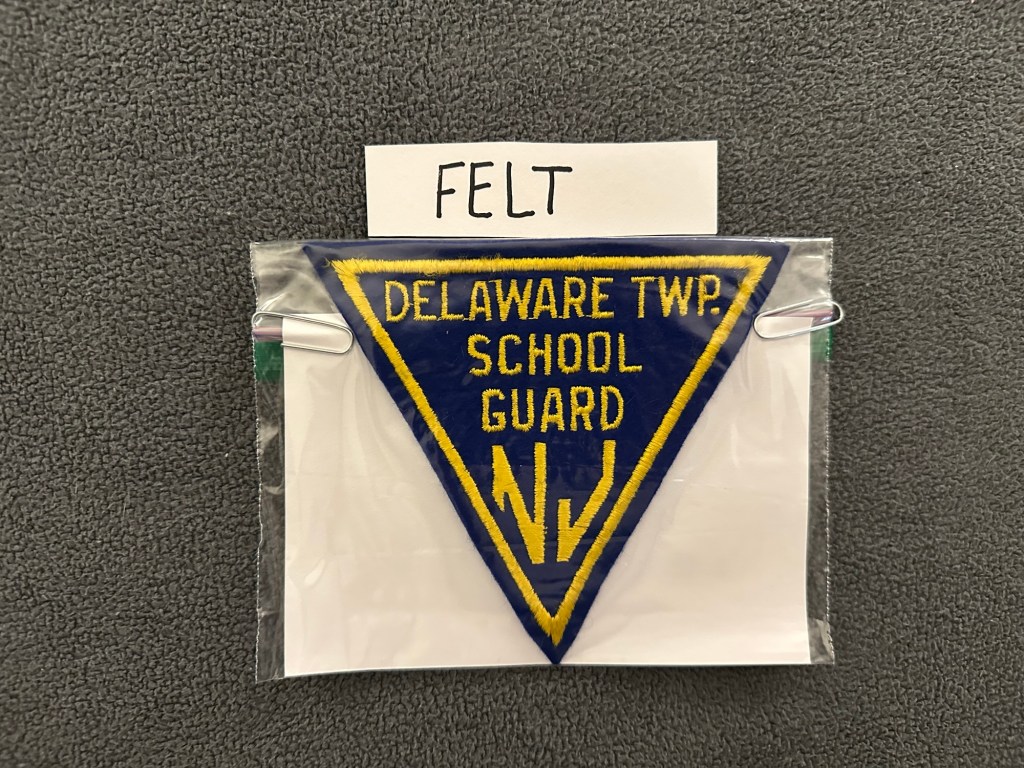 FELT
DELAWARE TWP.
SCHOOL
GUARD
NJ